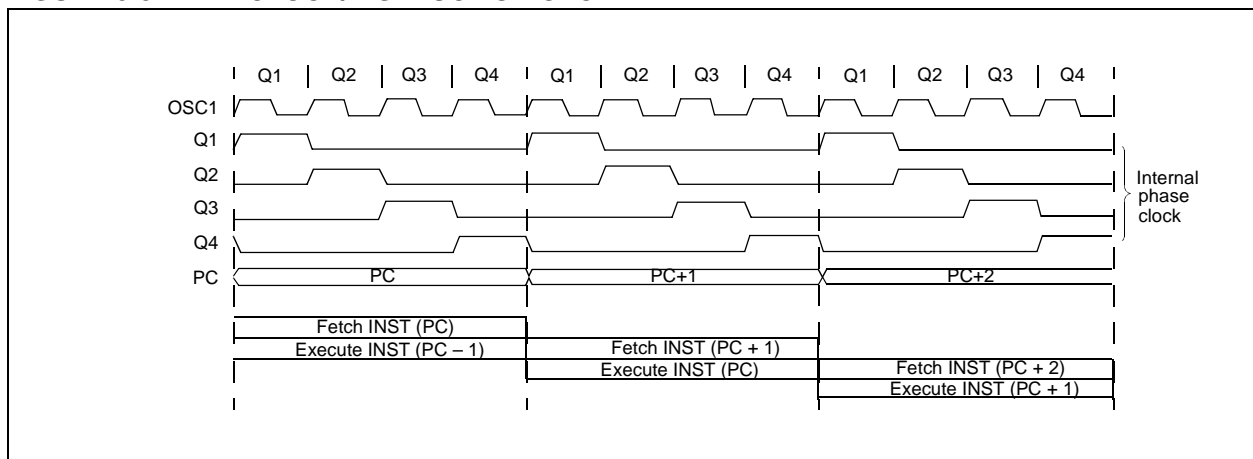 Q1 Q2 Q3 Q4 Q1 Q2 Q3 Q4 Q1 Q2 Q3 Q4
OSC1
Q1
Q2
Q3
Q4
Internal
phase
clock
PC PC PC+1 PC+2
Fetch INST (PC)
Execute INST (PC – 1) Fetch INST (PC + 1)
Execute INST (PC) Fetch INST (PC + 2)
Execute INST (PC + 1)